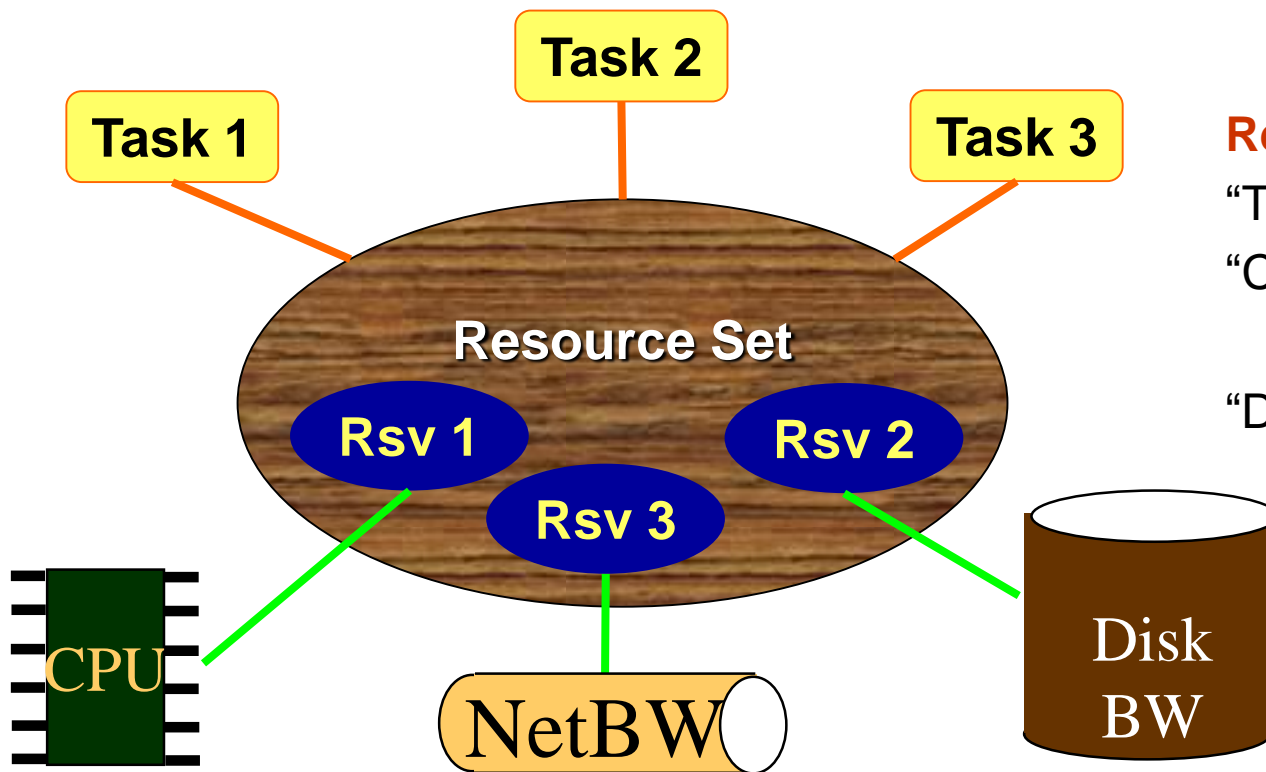 Task 2
Task 1
Task 3
Resource Set
Rsv 1
Rsv 2
Rsv 3
CPU
NetBW
Disk
BW